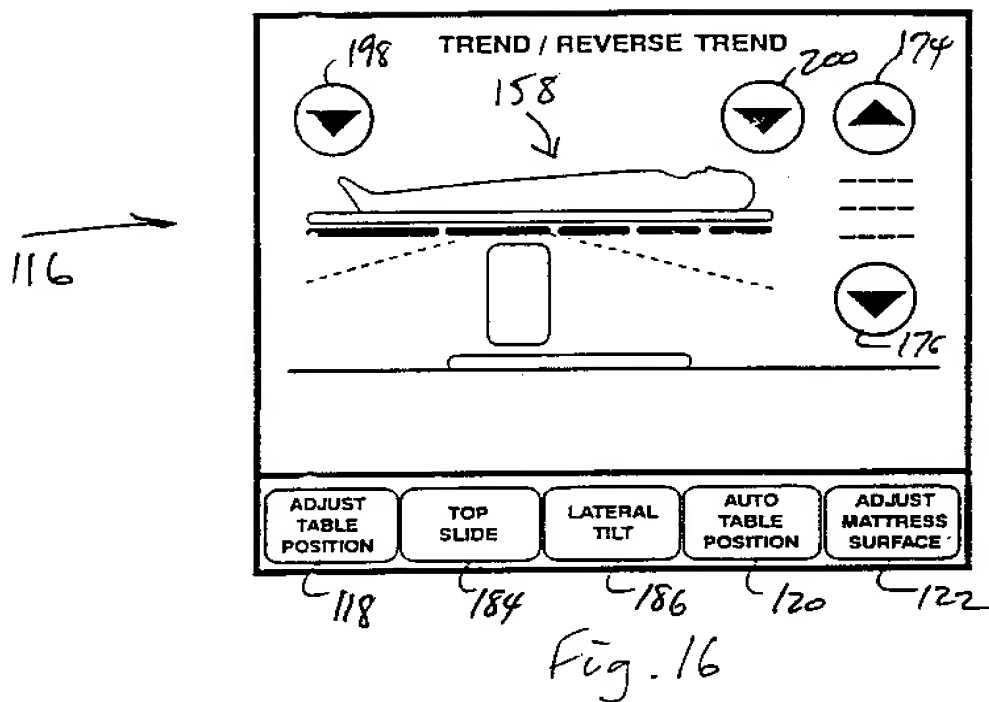 TREND / REVERSE TREND
198
158
200
174
116
176
ADJUST TABLE POSITION
TOP SLIDE
LATERAL TILT
AUTO TABLE POSITION
ADJUST MATTRESS SURFACE
118
184
186
120
122
Fig. 16